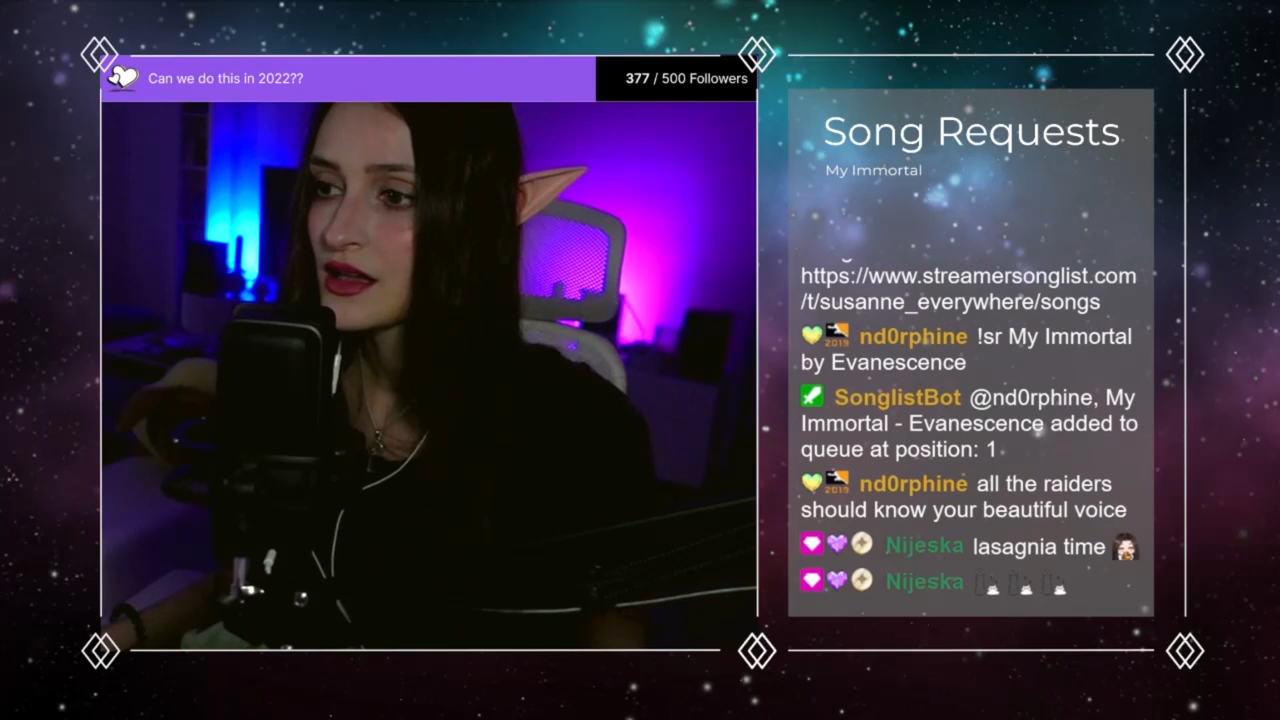 Can we do this in 2022??
377 / 500 Followers
Song Requests
My Immortal
https://www.streamersonglist.com
/t/susanne_everywhere/songs
nd0rphine !sr My Immortal
by Evanescence
SonglistBot @nd0rphine, My
Immortal - Evanescence added to
queue at position: 1
2019 nd0rphine all the raiders
should know your beautiful voice
Nijeska lasagnia time
Nijeska